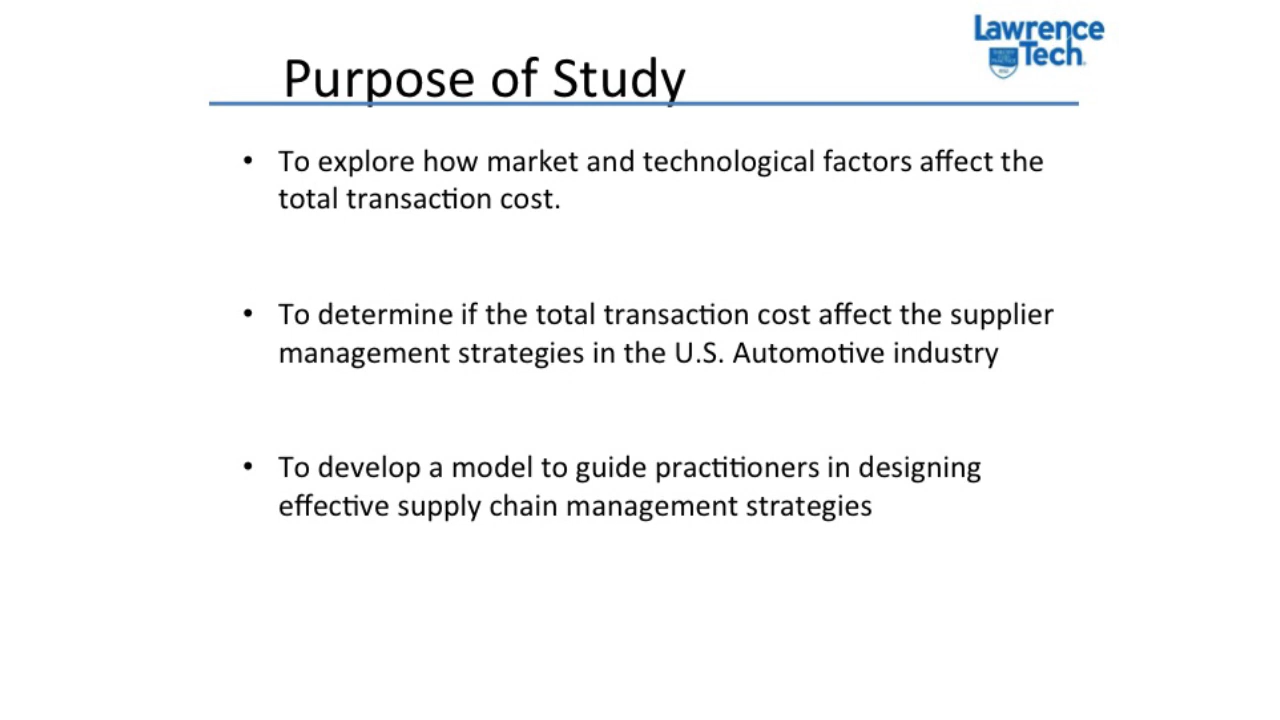 Lawrence
Tech
Purpose of Study
• To explore how market and technological factors affect the
total transaction cost.
• To determine if the total transaction cost affect the supplier
management strategies in the U.S. Automotive industry
• To develop a model to guide practitioners in designing
effective supply chain management strategies